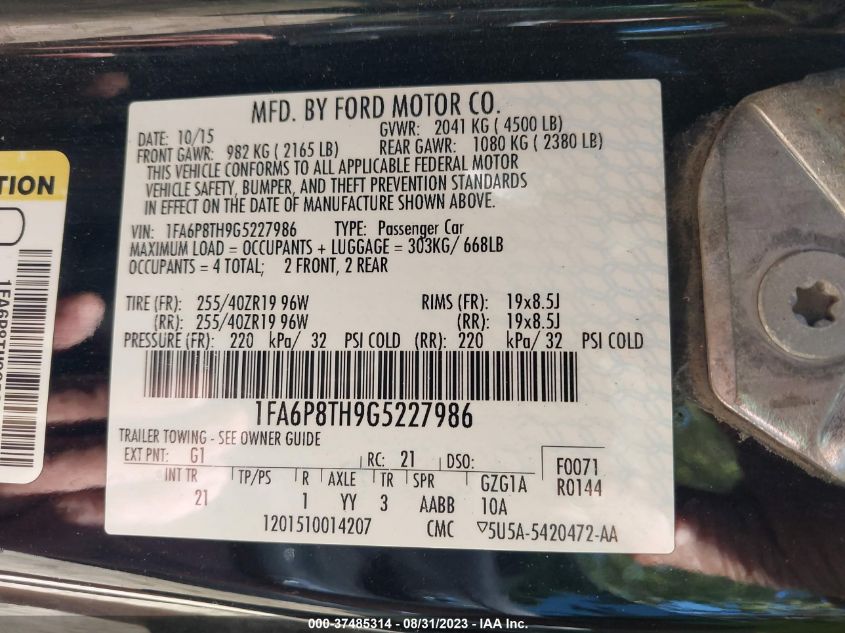 MFD. BY FORD MOTOR CO.
DATE: 10/15 GVWR: 2041 KG ( 4500 LB)
FRONT GAWR: 982 KG ( 2165 LB) REAR GAWR: 1080 KG ( 2380 LB)
THIS VEHICLE CONFORMS TO ALL APPLICABLE FEDERAL MOTOR
VEHICLE SAFETY, BUMPER, AND THEFT PREVENTION STANDARDS
IN EFFECT ON THE DATE OF MANUFACTURE SHOWN ABOVE.
VIN: 1FA6P8TH9G5227986 TYPE: Passenger Car
MAXIMUM LOAD = OCCUPANTS + LUGGAGE = 303KG/ 668LB
OCCUPANTS = 4 TOTAL; 2 FRONT, 2 REAR
TIRE (FR): 255/40ZR19 96W RIMS (FR): 19x8.5J
(RR): 255/40ZR19 96W (RR): 19x8.5J
PRESSURE (FR): 220 kPa/ 32 PSI COLD (RR): 220 kPa/ 32 PSI COLD
1FA6P8TH9G5227986
TRAILER TOWING - SEE OWNER GUIDE
EXT PNT: G1 RC: 21 DSO: F0071
INT TR TP/PS R AXLE TR SPR GZG1A R0144
21 1 YY 3 AABB 10A
1201510014207 CMC ▽5U5A-5420472-AA
TION
000-37485314 - 08/31/2023 - IAA Inc.